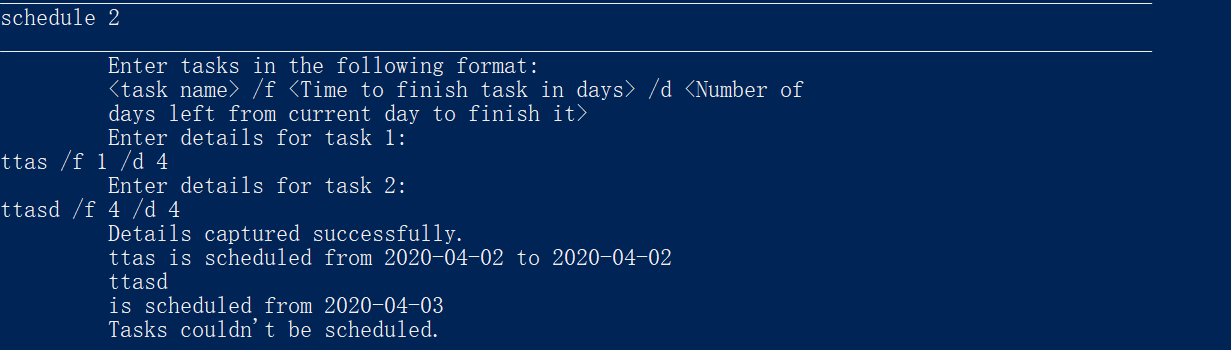 schedule 2
Enter tasks in the following format:
<task name> /f <Time to finish task in days> /d <Number of
days left from current day to finish it>
Enter details for task 1:
ttas /f 1 /d 4
Enter details for task 2:
ttasd /f 4 /d 4
Details captured successfully.
ttas is scheduled from 2020-04-02 to 2020-04-02
ttasd
is scheduled from 2020-04-03
Tasks couldn't be scheduled.